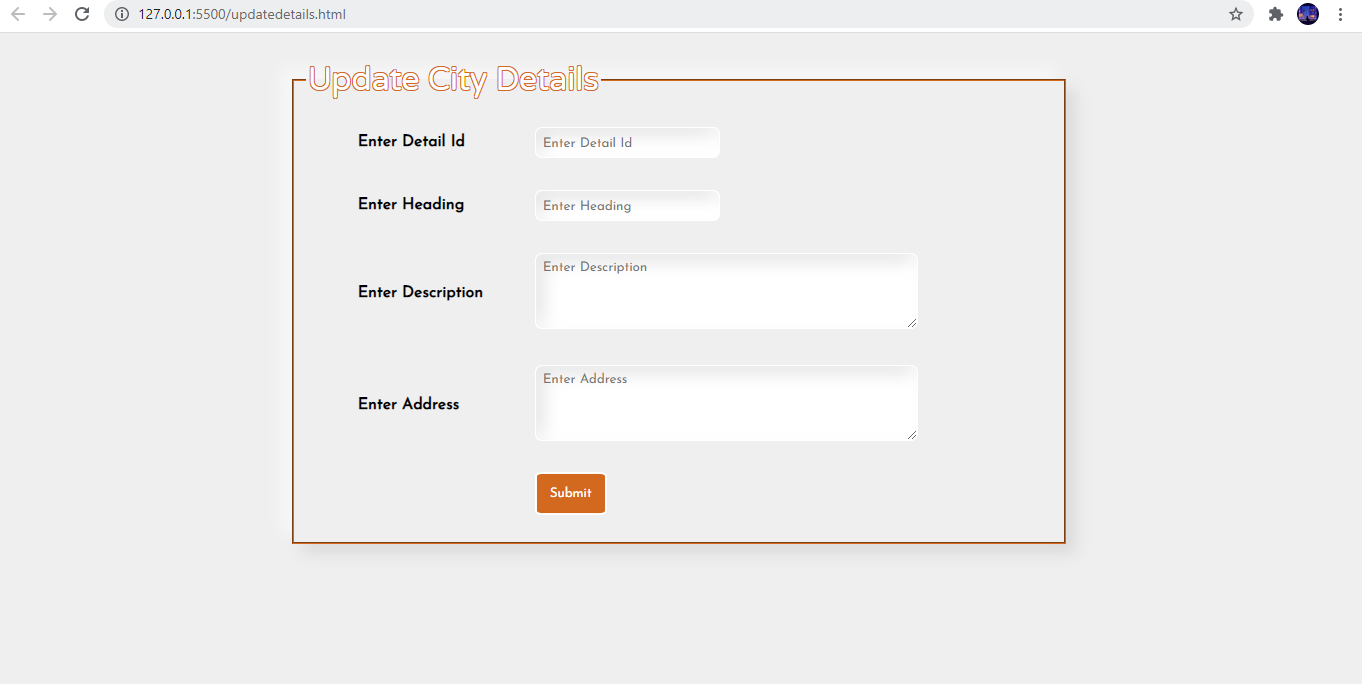 127.0.0.1:5500/updatedetails.html
Update City Details
Enter Detail Id
Enter Detail Id
Enter Heading
Enter Heading
Enter Description
Enter Description
Enter Address
Enter Address
Submit